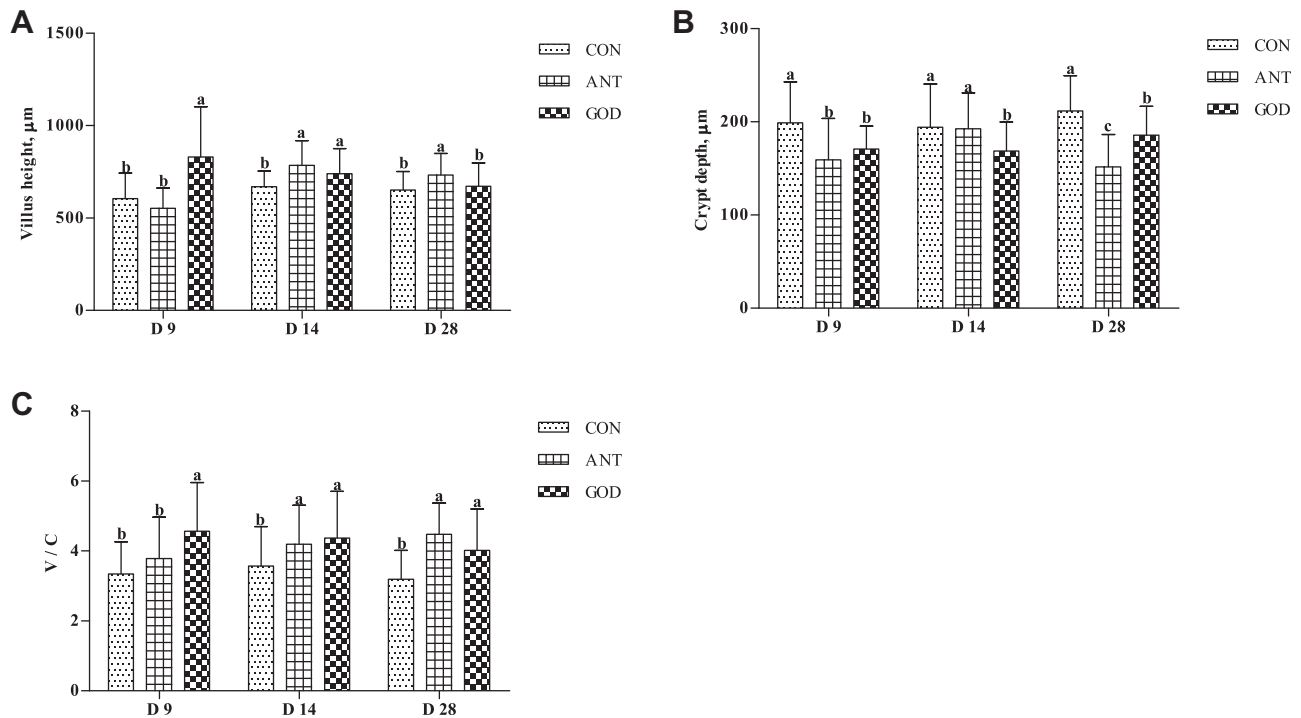 A
1500
1000
500
0
Villus height, μm
b
b
a
b
a
a
b
a
b
D 9
D 14
D 28
CON
ANT
GOD
B
300
200
100
0
Crypt depth, μm
a
b
b
a
a
b
a
c
b
D 9
D 14
D 28
CON
ANT
GOD
C
8
6
4
2
0
V / C
b
b
a
b
a
a
b
a
a
D 9
D 14
D 28
CON
ANT
GOD